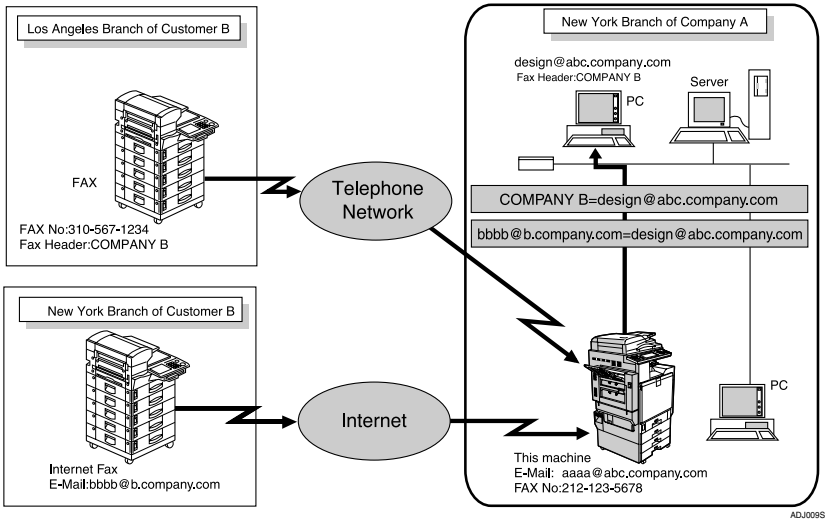 Los Angeles Branch of Customer B
FAX
FAX No:310-567-1234
Fax Header:COMPANY B
New York Branch of Customer B
Internet Fax
E-Mail:bbbb@b.company.com
Telephone
Network
Internet
New York Branch of Company A
design@abc.company.com
Fax Header:COMPANY B
PC
Server
COMPANY B=design@abc.company.com
bbbb@b.company.com=design@abc.company.com
PC
This machine
E-Mail: aaaa@abc.company.com
FAX No:212-123-5678
ADJ009S